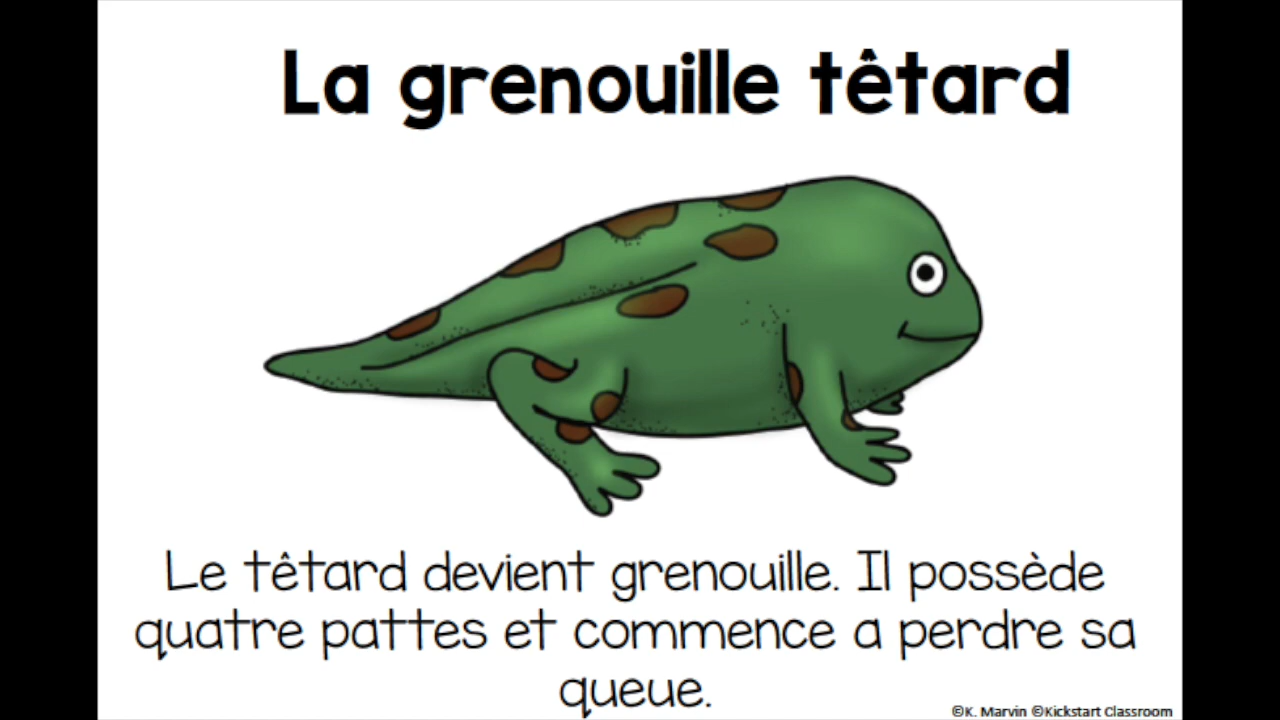 La grenouille têtard
Le têtard devient grenouille. Il possède
quatre pattes et commence a perdre sa
queue.
©K. Marvin ©Kickstart Classroom